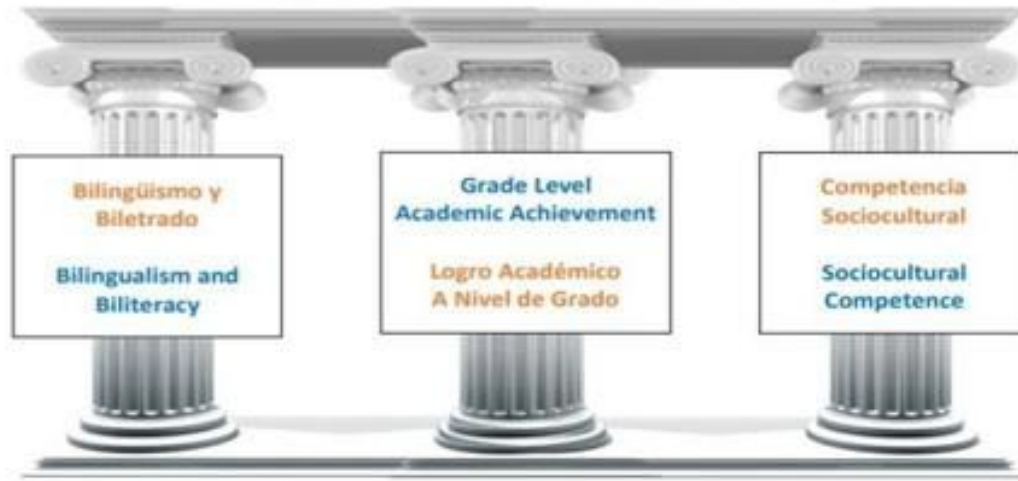 Bilingüismo y
Biletrado
Bilingualism and
Biliteracy
Grade Level
Academic Achievement
Logro Académico
A Nivel de Grado
Competencia
Sociocultural
Sociocultural
Competence